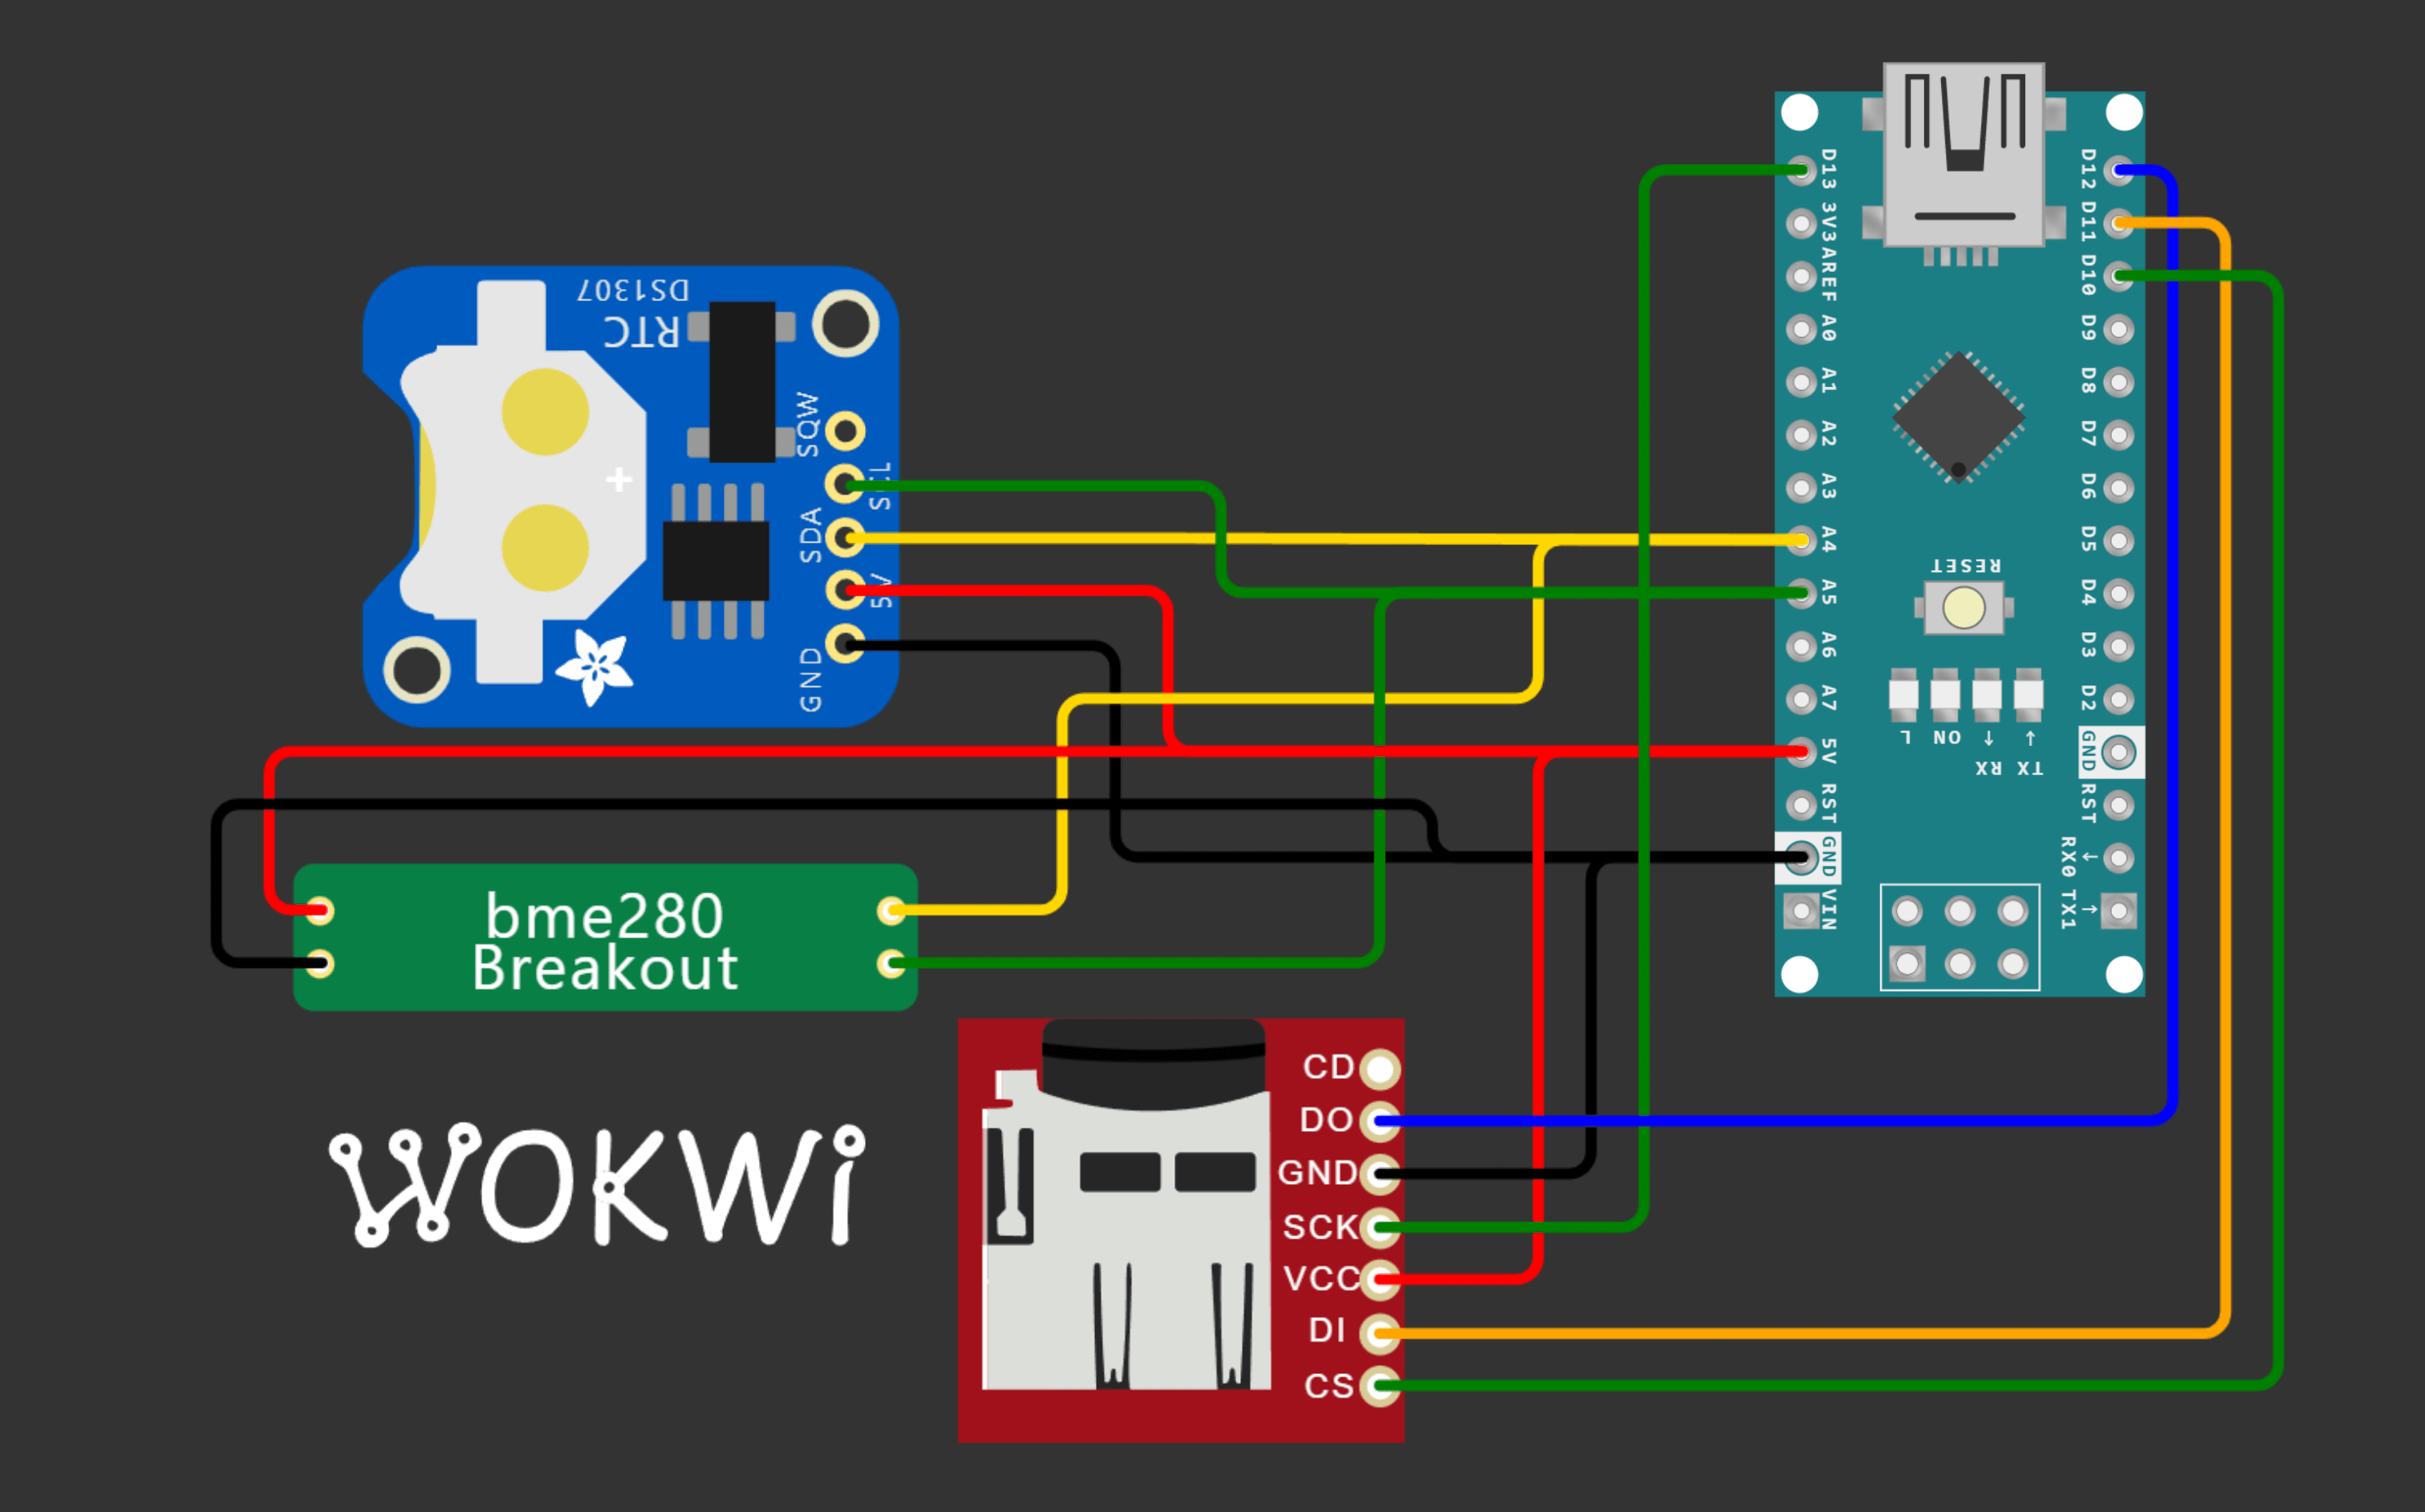 DS1307
RTC
SQW
SCL
SDA
5V
GND
bme280
Breakout
WOKWi
CD
DO
GND
SCK
VCC
DI
CS
D13
3V3
AREF
A0
A1
A2
A3
A4
A5
A6
A7
5V
RST
GND
VIN
RESET
L
ON
↓
↑
RX
TX
D12
D11
D10
D9
D8
D7
D6
D5
D4
D3
D2
GND
RST
RX0 ←
TX1 →